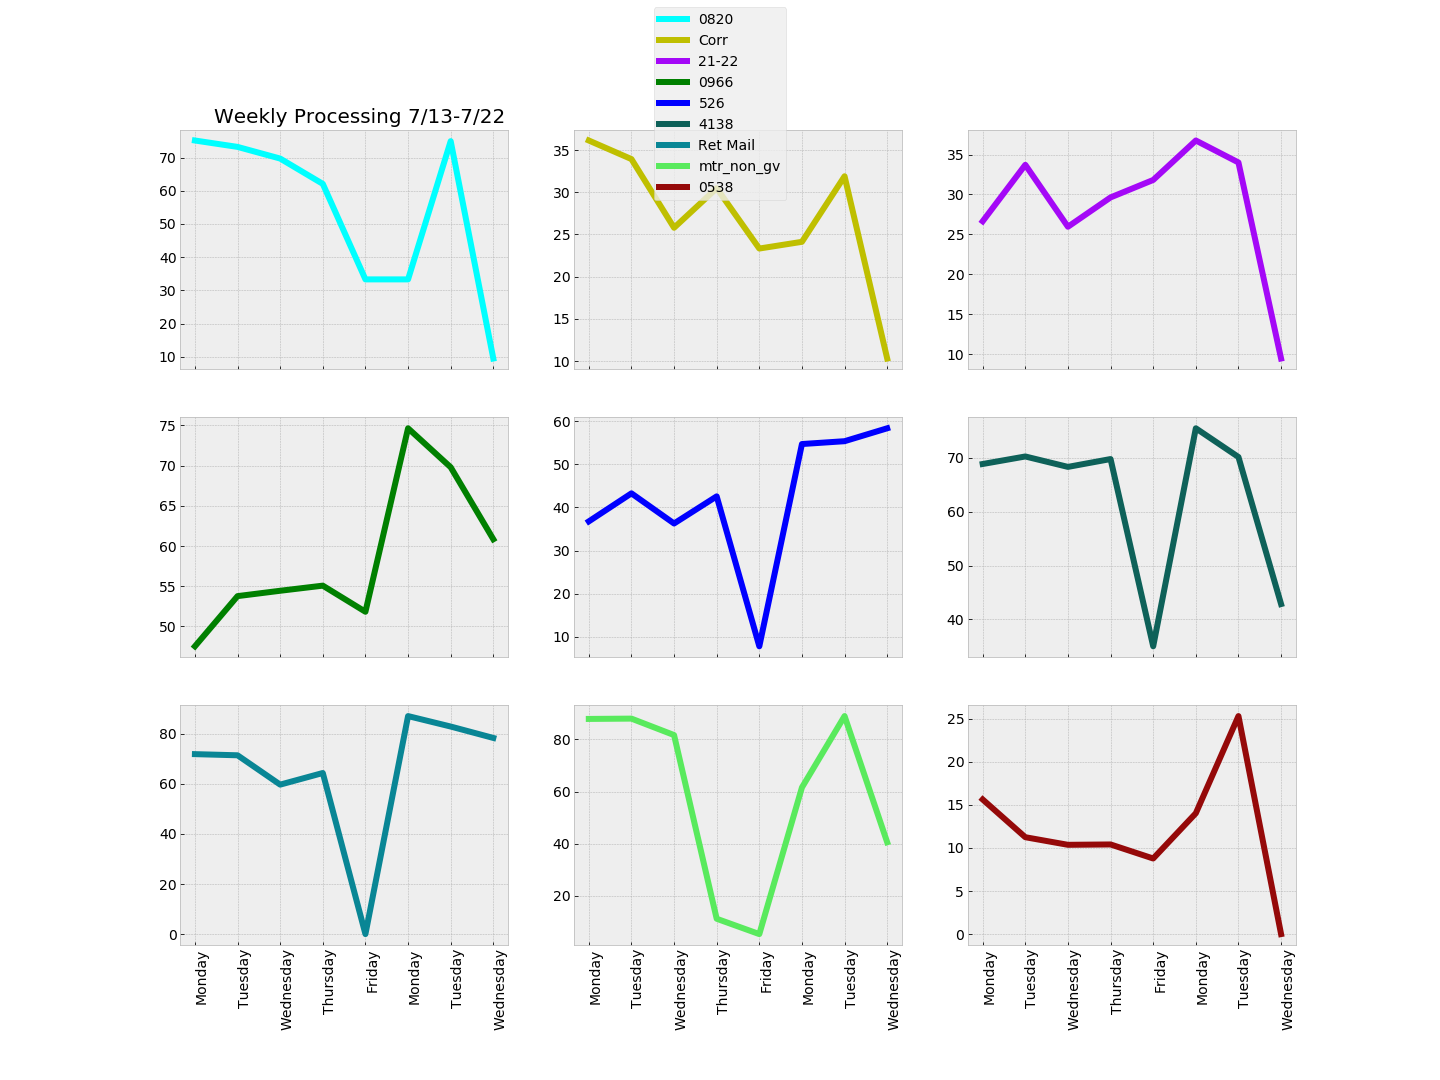 0820
Corr
21-22
0966
526
4138
Ret Mail
mtr_non_gv
0538
Weekly Processing 7/13-7/22
70
60
50
40
30
20
10
35
30
25
20
15
10
35
30
25
20
15
10
75
70
65
60
55
50
60
50
40
30
20
10
70
60
50
40
80
60
40
20
0
80
60
40
20
25
20
15
10
5
0
Monday
Tuesday
Wednesday
Thursday
Friday
Monday
Tuesday
Wednesday
Monday
Tuesday
Wednesday
Thursday
Friday
Monday
Tuesday
Wednesday
Monday
Tuesday
Wednesday
Thursday
Friday
Monday
Tuesday
Wednesday